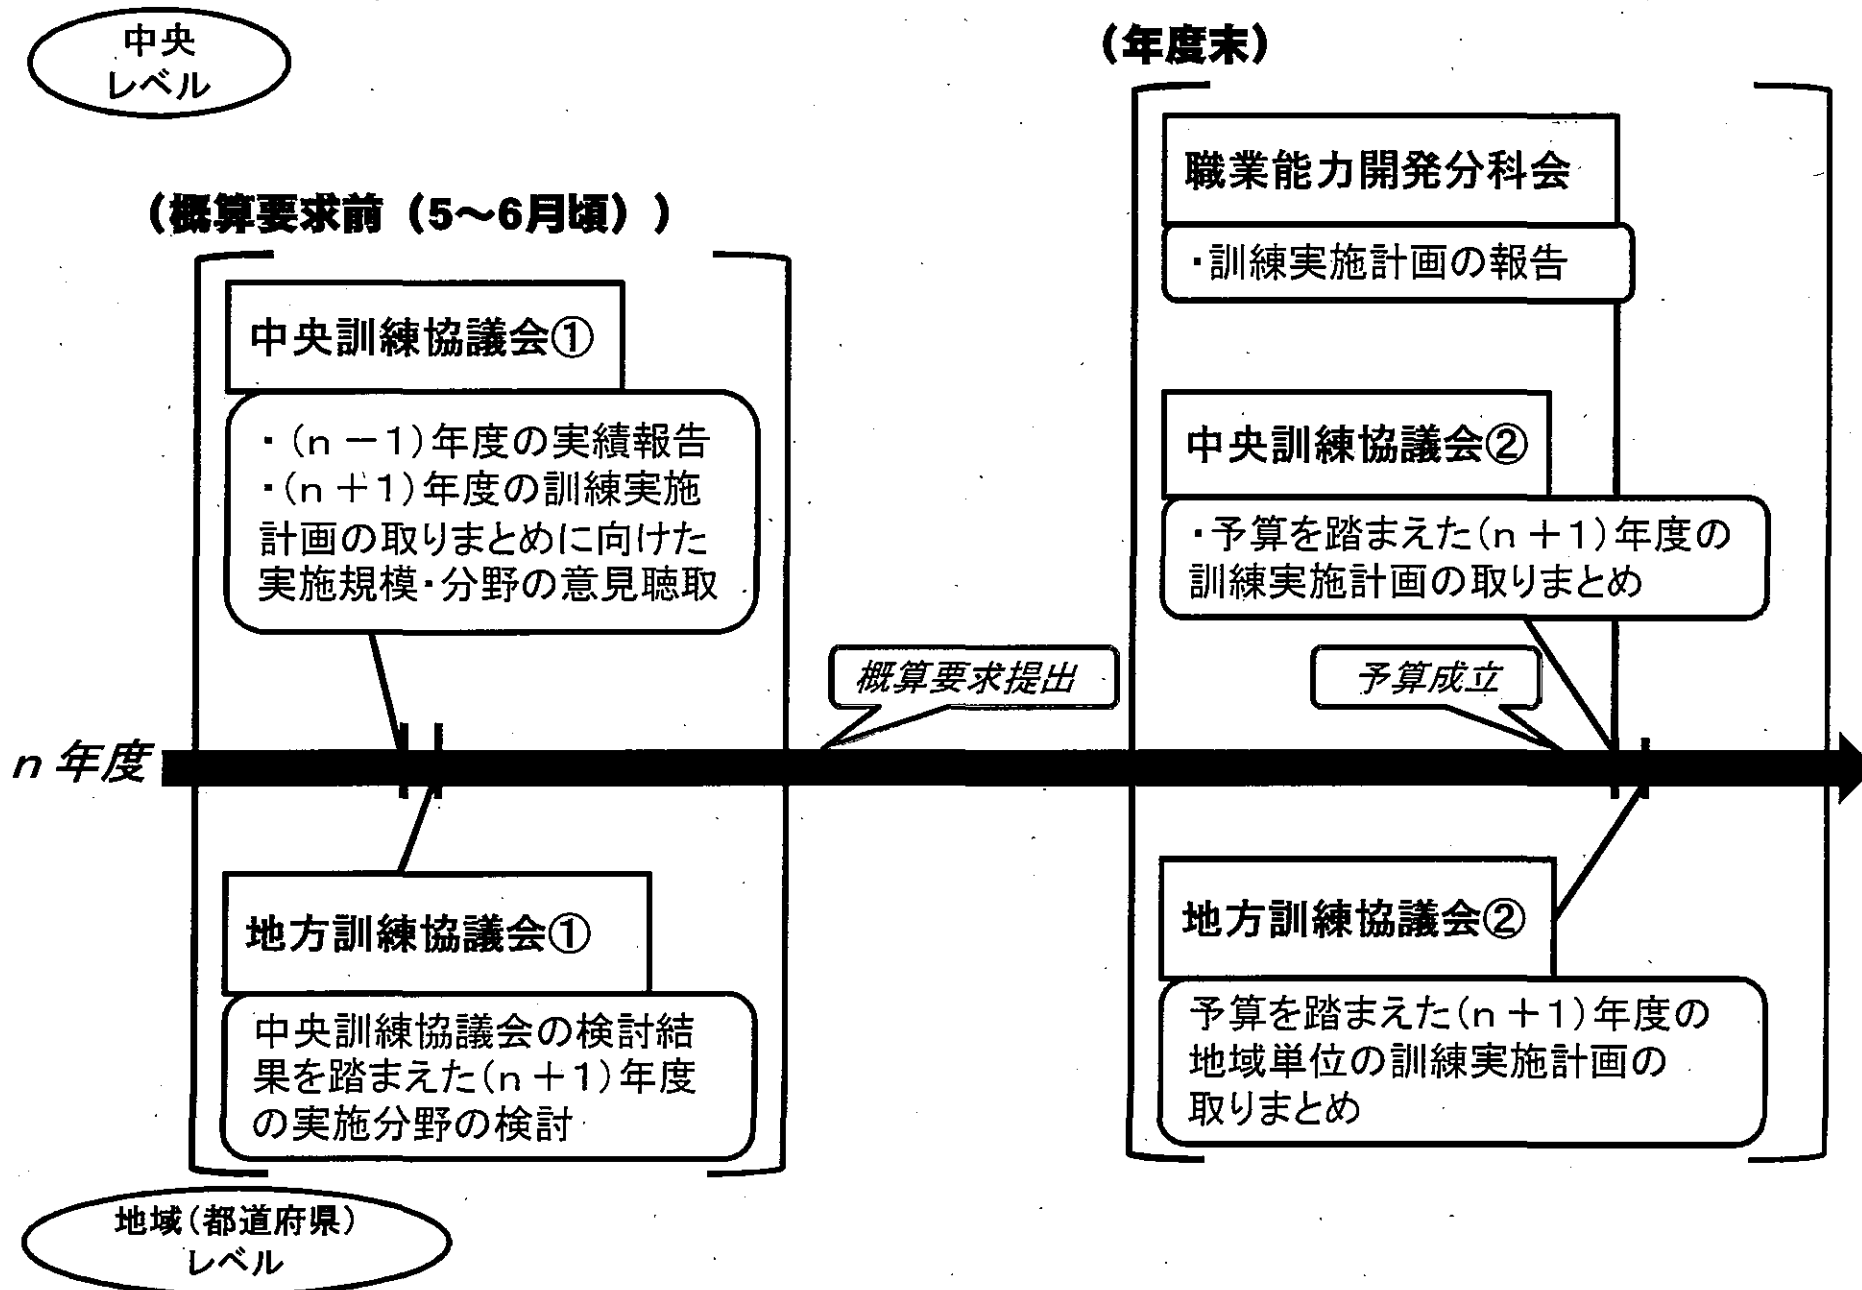 中央
レベル
（年度末）
職業能力開発分科会
・訓練実施計画の報告
（概算要求前（5～6月頃））
中央訓練協議会①
・（n－1）年度の実績報告
・（n＋1）年度の訓練実施
計画の取りまとめに向けた
実施規模・分野の意見聴取
中央訓練協議会②
・予算を踏まえた（n＋1）年度の
訓練実施計画の取りまとめ
概算要求提出
予算成立
n 年度
地方訓練協議会①
中央訓練協議会の検討結
果を踏まえた（n＋1）年度
の実施分野の検討
地方訓練協議会②
予算を踏まえた（n＋1）年度の
地域単位の訓練実施計画の
取りまとめ
地域（都道府県）
レベル